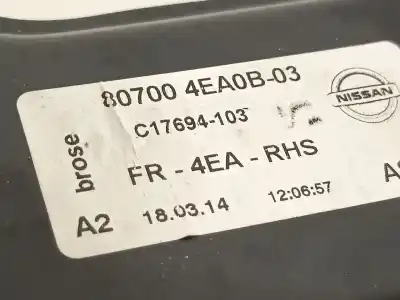 80700 4EA0B-03
C17694-103
NISSAN
brose
FR - 4EA - RHS
A2 18.03.14 12:06:57